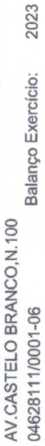 AV.CASTELO BRANCO,N.100
04628111/0001-06 Balanço Exercício: 2023